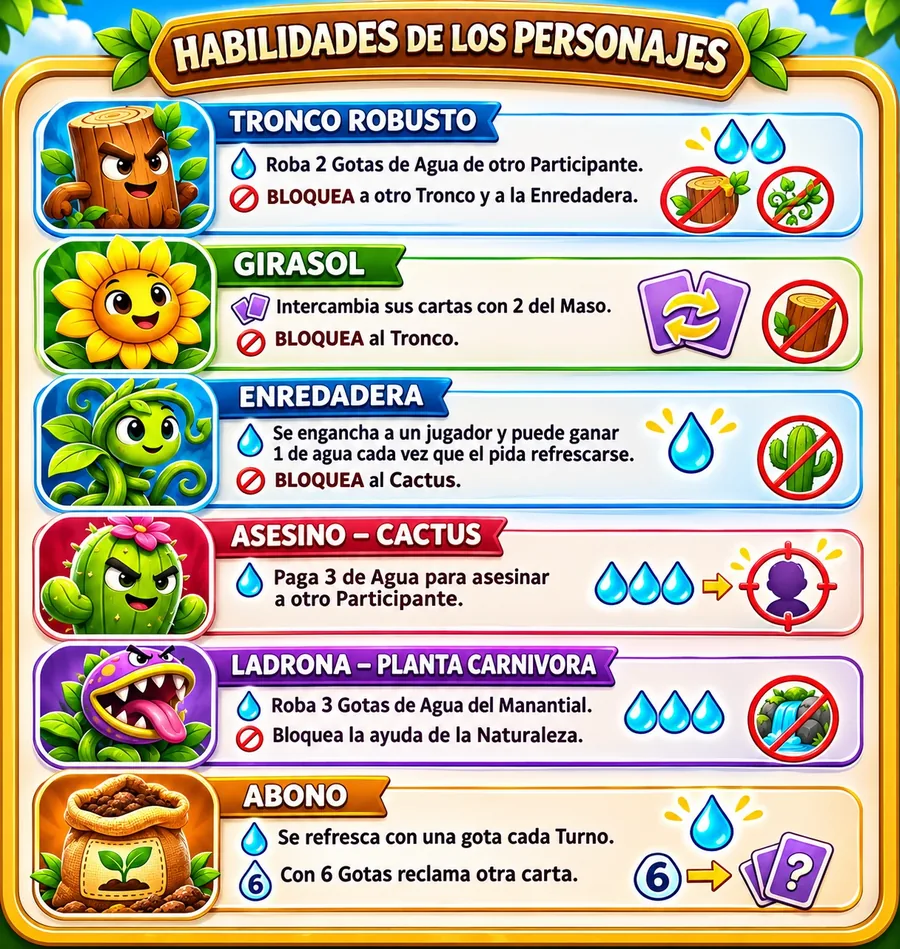 HABILIDADES DE LOS PERSONAJES
TRONCO ROBUSTO
Roba 2 Gotas de Agua de otro Participante.
BLOQUEA a otro Tronco y a la Enredadera.
GIRASOL
Intercambia sus cartas con 2 del Maso.
BLOQUEA al Tronco.
ENREDADERA
Se engancha a un jugador y puede ganar
1 de agua cada vez que el pida refrescarse.
BLOQUEA al Cactus.
ASESINO – CACTUS
Paga 3 de Agua para asesinar
a otro Participante.
LADRONA – PLANTA CARNIVORA
Roba 3 Gotas de Agua del Manantial.
Bloquea la ayuda de la Naturaleza.
ABONO
Se refresca con una gota cada Turno.
6 Con 6 Gotas reclama otra carta.
6 ?